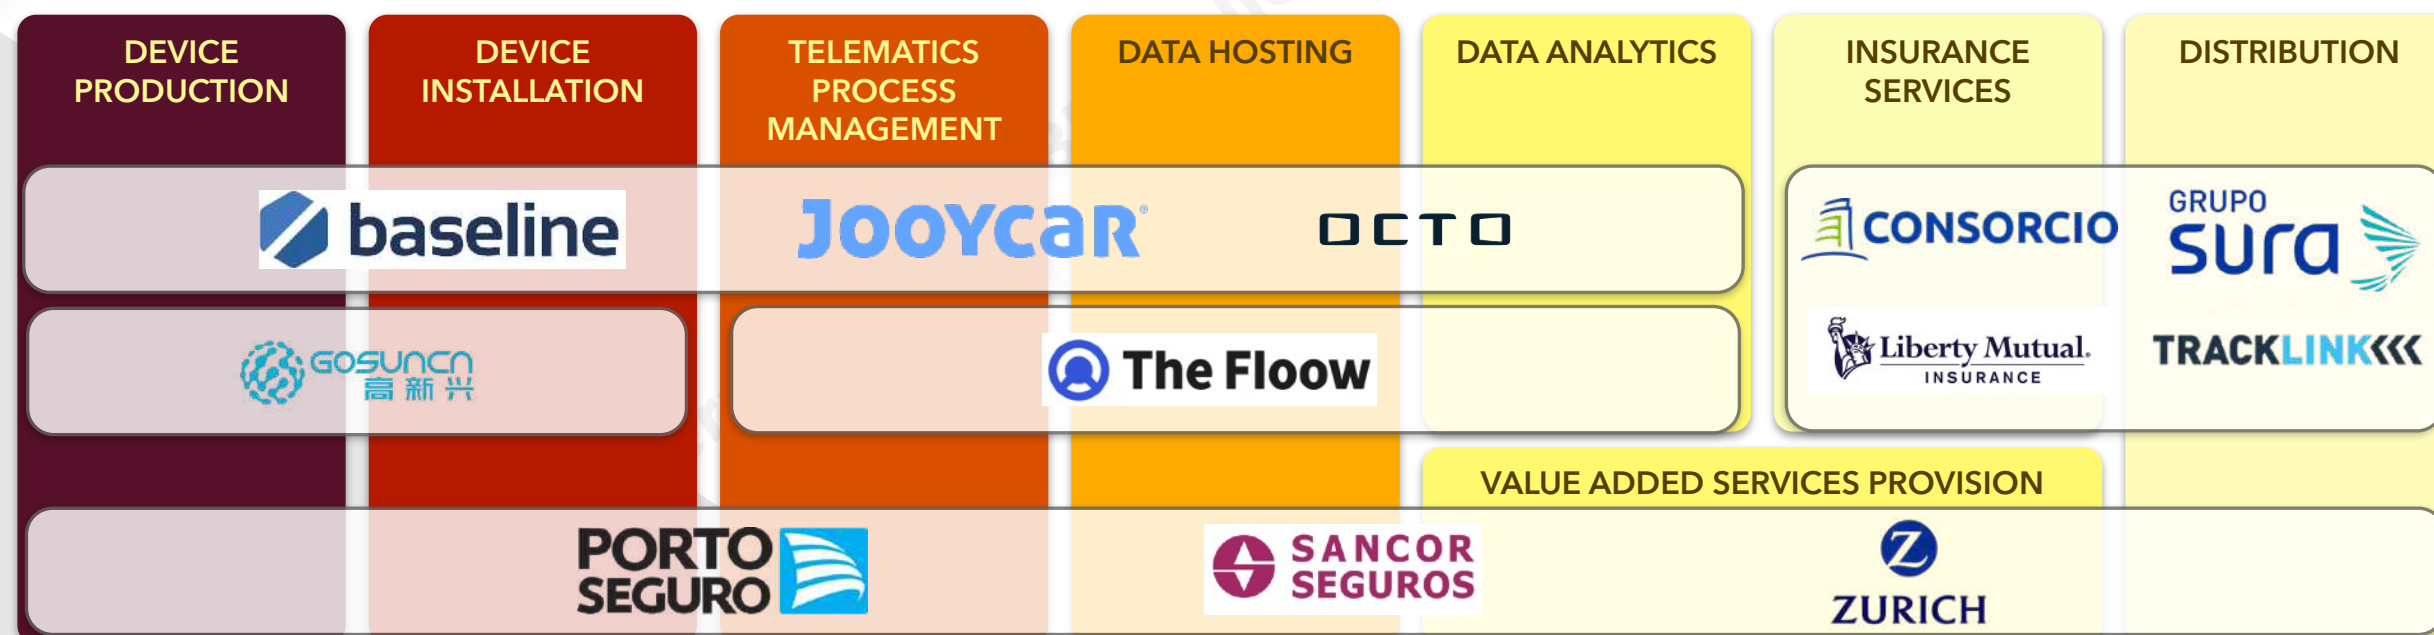 DEVICE
PRODUCTION
DEVICE
INSTALLATION
TELEMATICS
PROCESS
MANAGEMENT
DATA HOSTING
DATA ANALYTICS
INSURANCE
SERVICES
DISTRIBUTION
baseline
JOOYCaR®
OCTO
CONSORCIO
GRUPO
sura
GOSUNCN
高新兴
The Floow
Liberty Mutual.
INSURANCE
TRACKLINK
VALUE ADDED SERVICES PROVISION
PORTO
SEGURO
SANCOR
SEGUROS
Z
ZURICH